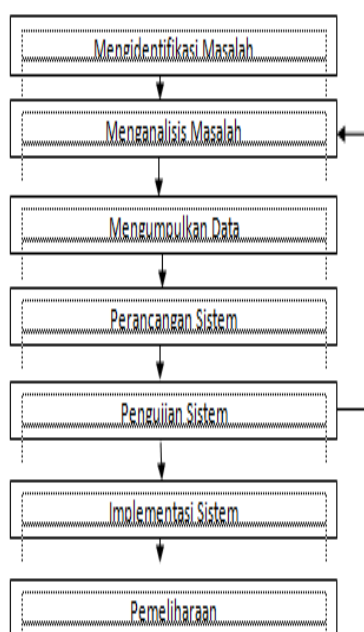 Mengidentifikasi Masalah
Menganalisis Masalah
Mengumpulkan Data
Perancangan Sistem
Pengujian Sistem
Implementasi Sistem
Pemeliharaan